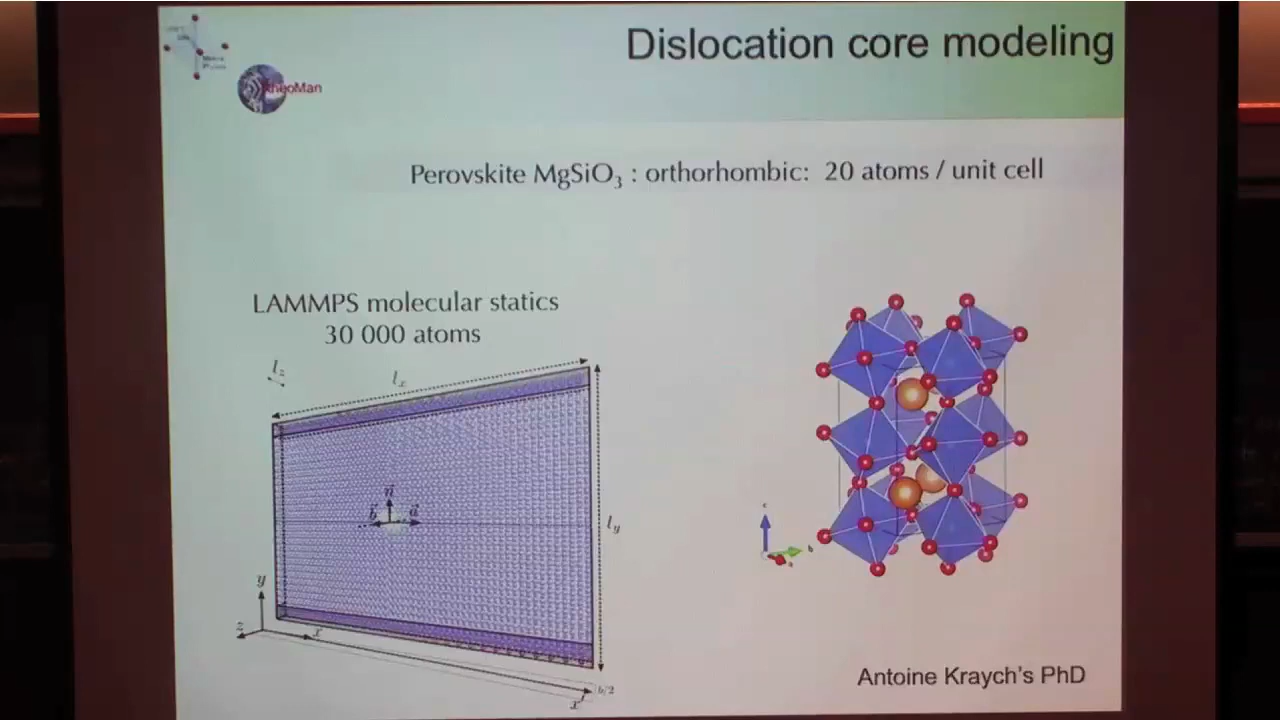 Dislocation core modeling
RheoMan
Perovskite MgSiO₃ : orthorhombic: 20 atoms / unit cell
LAMMPS molecular statics
30 000 atoms
lz
lx
n
b
a
ly
y
z
x
b/2
x'
c
b
a
Antoine Kraych's PhD